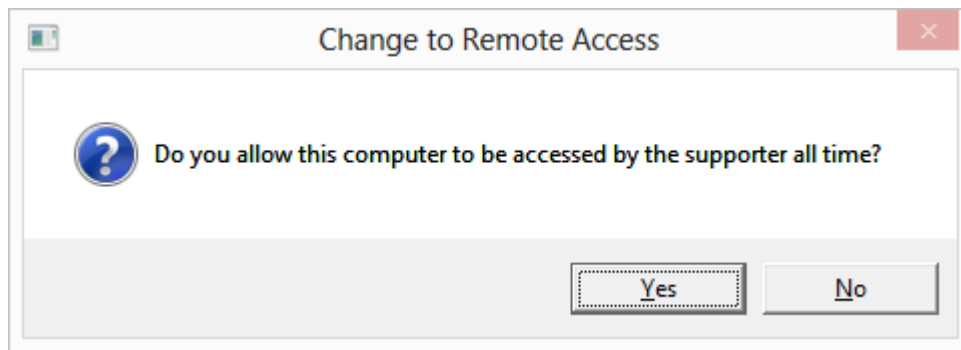 Change to Remote Access
Do you allow this computer to be accessed by the supporter all time?
Yes
No